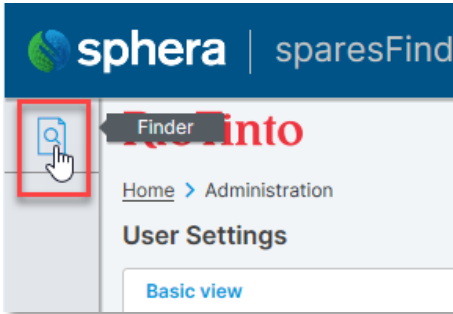 sphera | sparesFind
Finder
Tinto
Home > Administration
User Settings
Basic view